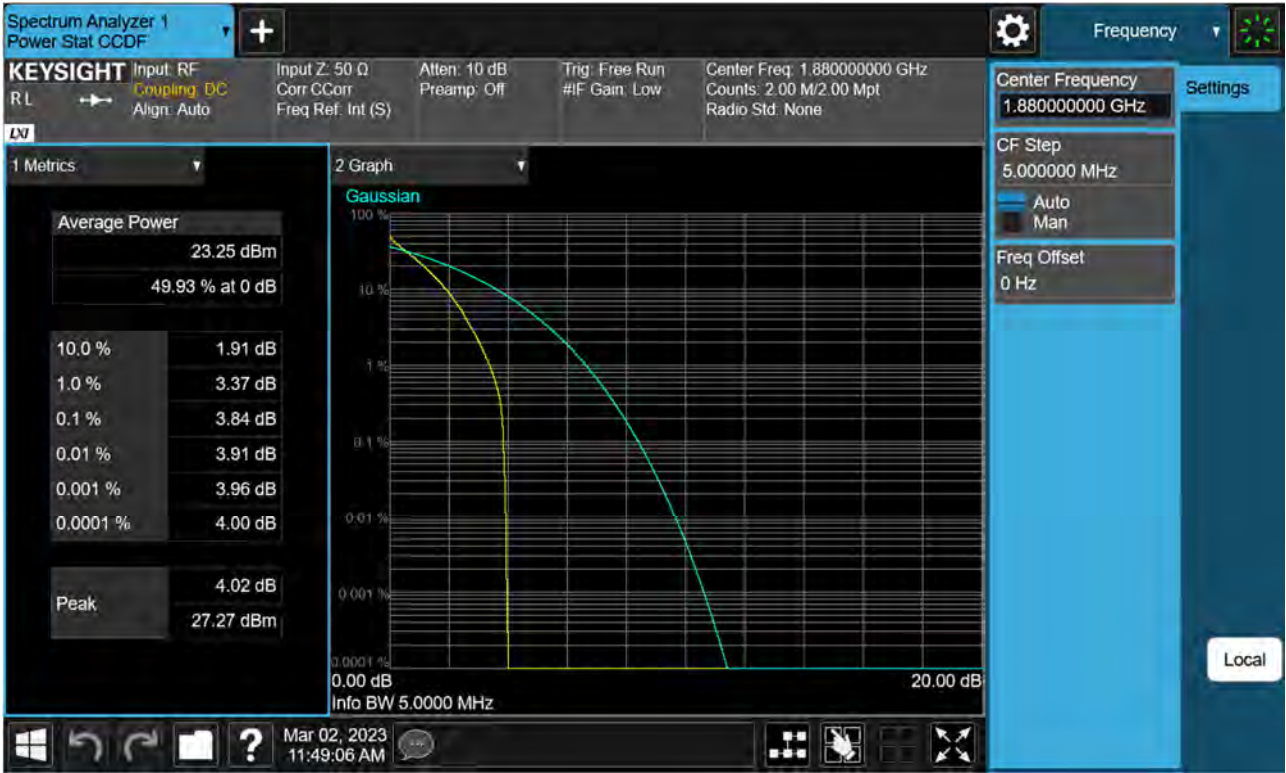 Spectrum Analyzer 1
Power Stat CCDF
Frequency
KEYSIGHT
R L
LXI
Input: RF
Coupling: DC
Align: Auto
Input Z: 50 Ω
Corr CCorr
Freq Ref: Int (S)
Atten: 10 dB
Preamp: Off
Trig: Free Run
#IF Gain: Low
Center Freq: 1.880000000 GHz
Counts: 2.00 M/2.00 Mpt
Radio Std: None
Center Frequency
1.880000000 GHz
Settings
CF Step
5.000000 MHz
Auto
Man
Freq Offset
0 Hz
1 Metrics
Average Power
23.25 dBm
49.93 % at 0 dB
10.0 % 1.91 dB
1.0 % 3.37 dB
0.1 % 3.84 dB
0.01 % 3.91 dB
0.001 % 3.96 dB
0.0001 % 4.00 dB
Peak
4.02 dB
27.27 dBm
2 Graph
Gaussian
100 %
10 %
1 %
0.1 %
0.01 %
0.001 %
0.0001 %
0.00 dB 20.00 dB
Info BW 5.0000 MHz
Local
?
Mar 02, 2023
11:49:06 AM